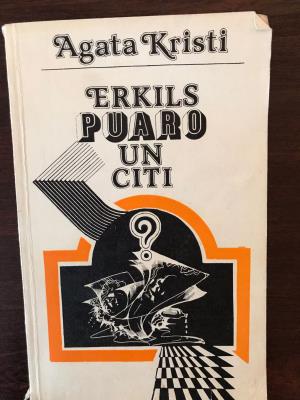 Agata Kristi
ERKILS
PUARO
UN
CITI
?